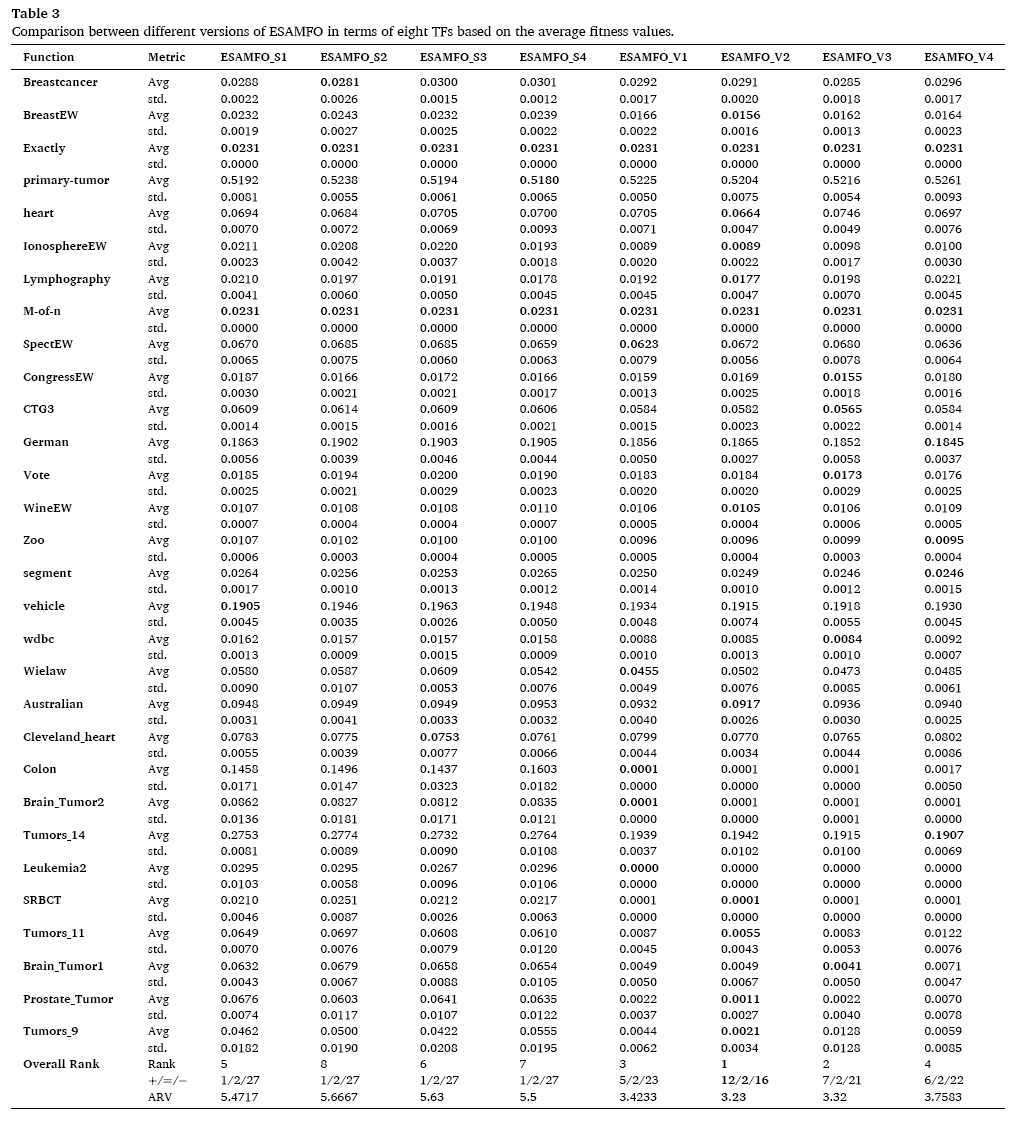 Table 3
Comparison between different versions of ESAMFO in terms of eight TFs based on the average fitness values.
Function Metric ESAMFO_S1 ESAMFO_S2 ESAMFO_S3 ESAMFO_S4 ESAMFO_V1 ESAMFO_V2 ESAMFO_V3 ESAMFO_V4
Breastcancer Avg 0.0288 0.0281 0.0300 0.0301 0.0292 0.0291 0.0285 0.0296
std. 0.0022 0.0026 0.0015 0.0012 0.0017 0.0020 0.0018 0.0017
BreastEW Avg 0.0232 0.0243 0.0232 0.0239 0.0166 0.0156 0.0162 0.0164
std. 0.0019 0.0027 0.0025 0.0022 0.0022 0.0016 0.0013 0.0023
Exactly Avg 0.0231 0.0231 0.0231 0.0231 0.0231 0.0231 0.0231 0.0231
std. 0.0000 0.0000 0.0000 0.0000 0.0000 0.0000 0.0000 0.0000
primary-tumor Avg 0.5192 0.5238 0.5194 0.5180 0.5225 0.5204 0.5216 0.5261
std. 0.0081 0.0055 0.0061 0.0065 0.0050 0.0075 0.0054 0.0093
heart Avg 0.0694 0.0684 0.0705 0.0700 0.0705 0.0664 0.0746 0.0697
std. 0.0070 0.0072 0.0069 0.0093 0.0071 0.0047 0.0049 0.0076
IonosphereEW Avg 0.0211 0.0208 0.0220 0.0193 0.0089 0.0089 0.0098 0.0100
std. 0.0023 0.0042 0.0037 0.0018 0.0020 0.0022 0.0017 0.0030
Lymphography Avg 0.0210 0.0197 0.0191 0.0178 0.0192 0.0177 0.0198 0.0221
std. 0.0041 0.0060 0.0050 0.0045 0.0045 0.0047 0.0070 0.0045
M-of-n Avg 0.0231 0.0231 0.0231 0.0231 0.0231 0.0231 0.0231 0.0231
std. 0.0000 0.0000 0.0000 0.0000 0.0000 0.0000 0.0000 0.0000
SpectEW Avg 0.0670 0.0685 0.0685 0.0659 0.0623 0.0672 0.0680 0.0636
std. 0.0065 0.0075 0.0060 0.0063 0.0079 0.0056 0.0078 0.0064
CongressEW Avg 0.0187 0.0166 0.0172 0.0166 0.0159 0.0169 0.0155 0.0180
std. 0.0030 0.0021 0.0021 0.0017 0.0013 0.0025 0.0018 0.0016
CTG3 Avg 0.0609 0.0614 0.0609 0.0606 0.0584 0.0582 0.0565 0.0584
std. 0.0014 0.0015 0.0016 0.0021 0.0015 0.0023 0.0022 0.0014
German Avg 0.1863 0.1902 0.1903 0.1905 0.1856 0.1865 0.1852 0.1845
std. 0.0056 0.0039 0.0046 0.0044 0.0050 0.0027 0.0058 0.0037
Vote Avg 0.0185 0.0194 0.0200 0.0190 0.0183 0.0184 0.0173 0.0176
std. 0.0025 0.0021 0.0029 0.0023 0.0020 0.0020 0.0029 0.0025
WineEW Avg 0.0107 0.0108 0.0108 0.0110 0.0106 0.0105 0.0106 0.0109
std. 0.0007 0.0004 0.0004 0.0007 0.0005 0.0004 0.0006 0.0005
Zoo Avg 0.0107 0.0102 0.0100 0.0100 0.0096 0.0096 0.0099 0.0095
std. 0.0006 0.0003 0.0004 0.0005 0.0005 0.0004 0.0003 0.0004
segment Avg 0.0264 0.0256 0.0253 0.0265 0.0250 0.0249 0.0246 0.0246
std. 0.0017 0.0010 0.0013 0.0012 0.0014 0.0010 0.0012 0.0015
vehicle Avg 0.1905 0.1946 0.1963 0.1948 0.1934 0.1915 0.1918 0.1930
std. 0.0045 0.0035 0.0026 0.0050 0.0048 0.0074 0.0055 0.0045
wdbc Avg 0.0162 0.0157 0.0157 0.0158 0.0088 0.0085 0.0084 0.0092
std. 0.0013 0.0009 0.0015 0.0009 0.0010 0.0013 0.0010 0.0007
Wielaw Avg 0.0580 0.0587 0.0609 0.0542 0.0455 0.0502 0.0473 0.0485
std. 0.0090 0.0107 0.0053 0.0076 0.0049 0.0076 0.0085 0.0061
Australian Avg 0.0948 0.0949 0.0949 0.0953 0.0932 0.0917 0.0936 0.0940
std. 0.0031 0.0041 0.0033 0.0032 0.0040 0.0026 0.0030 0.0025
Cleveland_heart Avg 0.0783 0.0775 0.0753 0.0761 0.0799 0.0770 0.0765 0.0802
std. 0.0055 0.0039 0.0077 0.0066 0.0044 0.0034 0.0044 0.0086
Colon Avg 0.1458 0.1496 0.1437 0.1603 0.0001 0.0001 0.0001 0.0017
std. 0.0171 0.0147 0.0323 0.0182 0.0000 0.0000 0.0000 0.0050
Brain_Tumor2 Avg 0.0862 0.0827 0.0812 0.0835 0.0001 0.0001 0.0001 0.0001
std. 0.0136 0.0181 0.0171 0.0121 0.0000 0.0000 0.0001 0.0000
Tumors_14 Avg 0.2753 0.2774 0.2732 0.2764 0.1939 0.1942 0.1915 0.1907
std. 0.0081 0.0089 0.0090 0.0108 0.0037 0.0102 0.0100 0.0069
Leukemia2 Avg 0.0295 0.0295 0.0267 0.0296 0.0000 0.0000 0.0000 0.0000
std. 0.0103 0.0058 0.0096 0.0106 0.0000 0.0000 0.0000 0.0000
SRBCT Avg 0.0210 0.0251 0.0212 0.0217 0.0001 0.0001 0.0001 0.0001
std. 0.0046 0.0087 0.0026 0.0063 0.0000 0.0000 0.0000 0.0000
Tumors_11 Avg 0.0649 0.0697 0.0608 0.0610 0.0087 0.0055 0.0083 0.0122
std. 0.0070 0.0076 0.0079 0.0120 0.0045 0.0043 0.0053 0.0076
Brain_Tumor1 Avg 0.0632 0.0679 0.0658 0.0654 0.0049 0.0049 0.0041 0.0071
std. 0.0043 0.0067 0.0088 0.0105 0.0050 0.0067 0.0050 0.0047
Prostate_Tumor Avg 0.0676 0.0603 0.0641 0.0635 0.0022 0.0011 0.0022 0.0070
std. 0.0074 0.0117 0.0107 0.0122 0.0037 0.0027 0.0040 0.0078
Tumors_9 Avg 0.0462 0.0500 0.0422 0.0555 0.0044 0.0021 0.0128 0.0059
std. 0.0182 0.0190 0.0208 0.0195 0.0062 0.0034 0.0128 0.0085
Overall Rank Rank 5 8 6 7 3 1 2 4
+/=/− 1/2/27 1/2/27 1/2/27 1/2/27 5/2/23 12/2/16 7/2/21 6/2/22
ARV 5.4717 5.6667 5.63 5.5 3.4233 3.23 3.32 3.7583